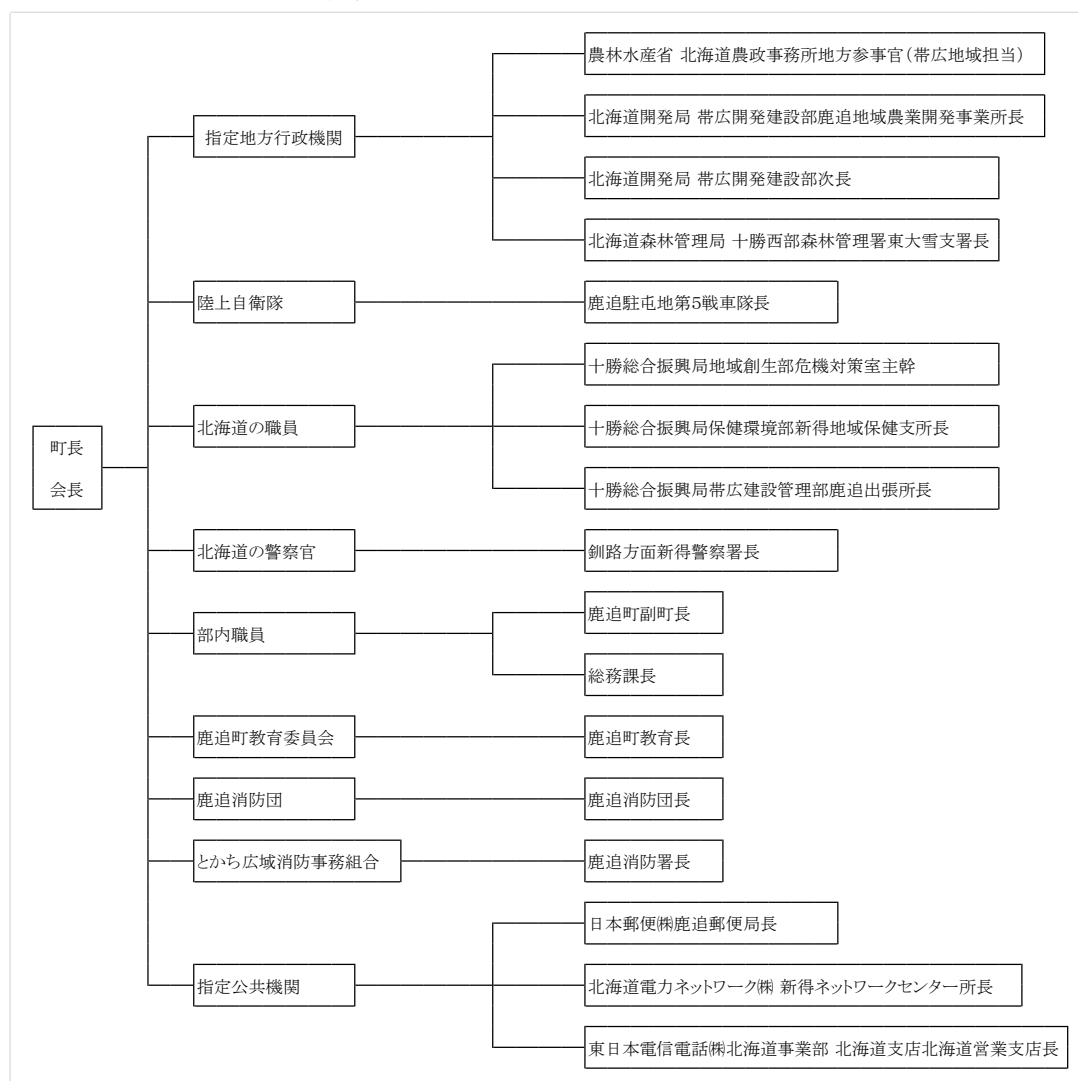 農林水産省 北海道農政事務所地方参事官（帯広地域担当）
指定地方行政機関
北海道開発局 帯広開発建設部鹿追地域農業開発事業所長
北海道開発局 帯広開発建設部次長
北海道森林管理局 十勝西部森林管理署東大雪支署長
陸上自衛隊
鹿追駐屯地第5戦車隊長
十勝総合振興局地域創生部危機対策室主幹
町長
会長
北海道の職員
十勝総合振興局保健環境部新得地域保健支所長
十勝総合振興局帯広建設管理部鹿追出張所長
北海道の警察官
釧路方面新得警察署長
部内職員
鹿追町副町長
総務課長
鹿追町教育委員会
鹿追町教育長
鹿追消防団
鹿追消防団長
とかち広域消防事務組合
鹿追消防署長
日本郵便㈱鹿追郵便局長
指定公共機関
北海道電力ネットワーク㈱ 新得ネットワークセンター所長
東日本電信電話㈱北海道事業部 北海道支店北海道営業支店長